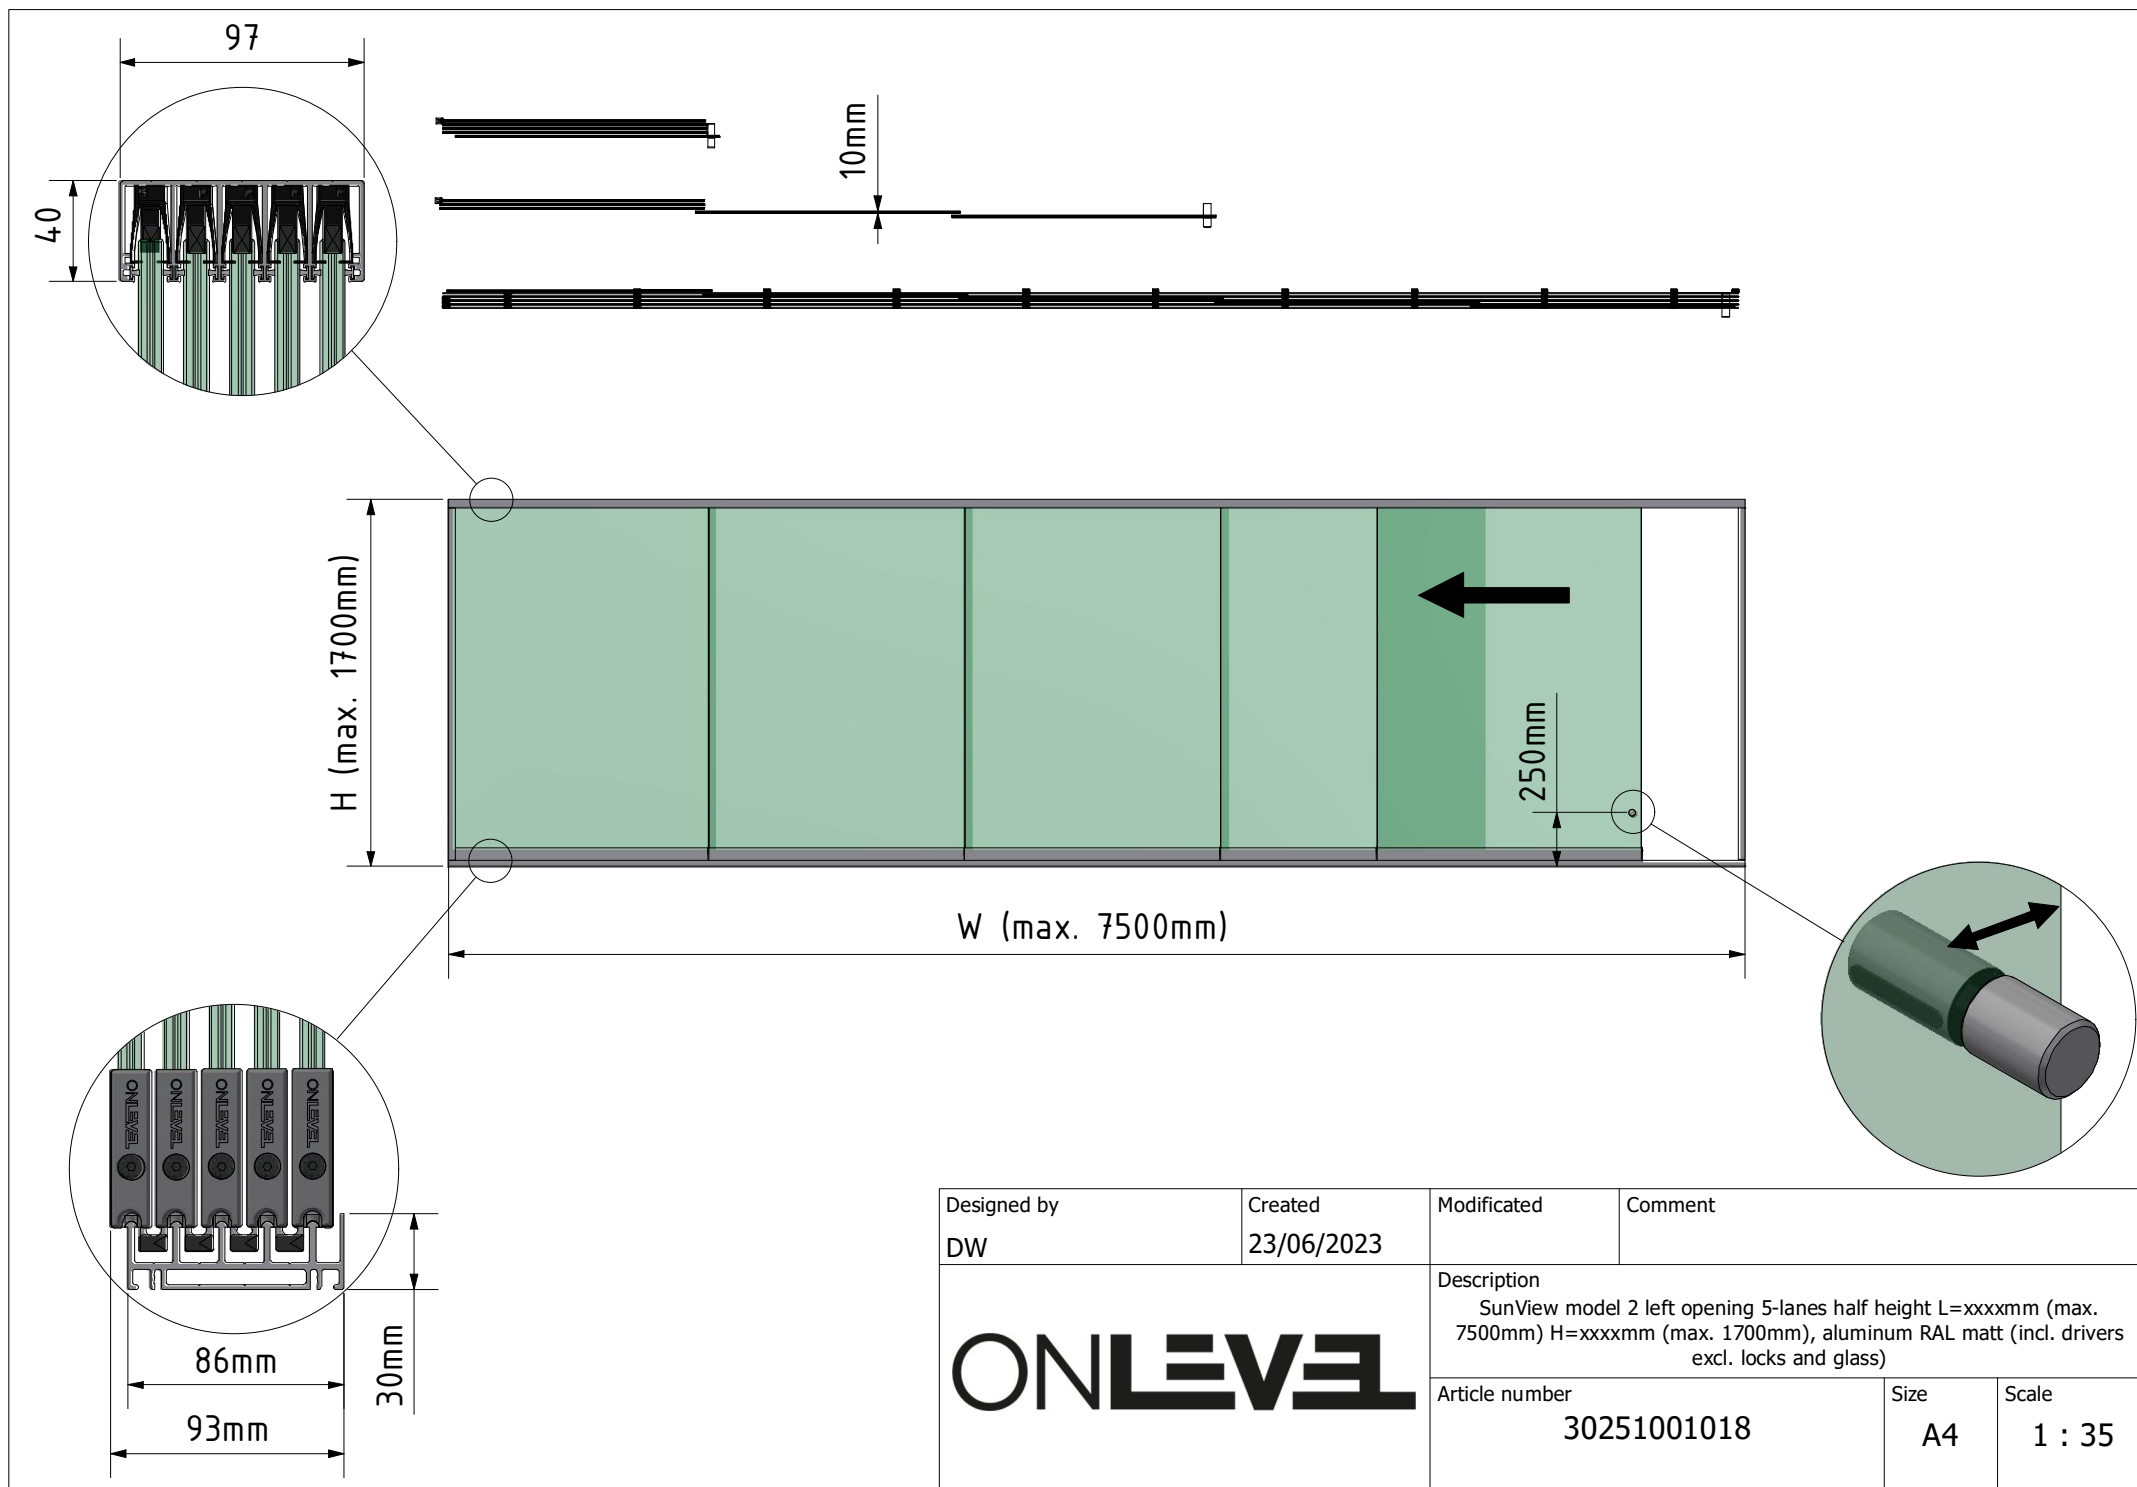 97
40
10mm
H (max. 1700mm)
250mm
W (max. 7500mm)
ONLEVEL
ONLEVEL
ONLEVEL
ONLEVEL
ONLEVEL
30mm
86mm
93mm
Designed by
DW
Created
23/06/2023
Modificated
Comment
ONLEVEL
Description
SunView model 2 left opening 5-lanes half height L=xxxxmm (max.
7500mm) H=xxxxmm (max. 1700mm), aluminum RAL matt (incl. drivers
excl. locks and glass)
Article number
30251001018
Size
A4
Scale
1 : 35